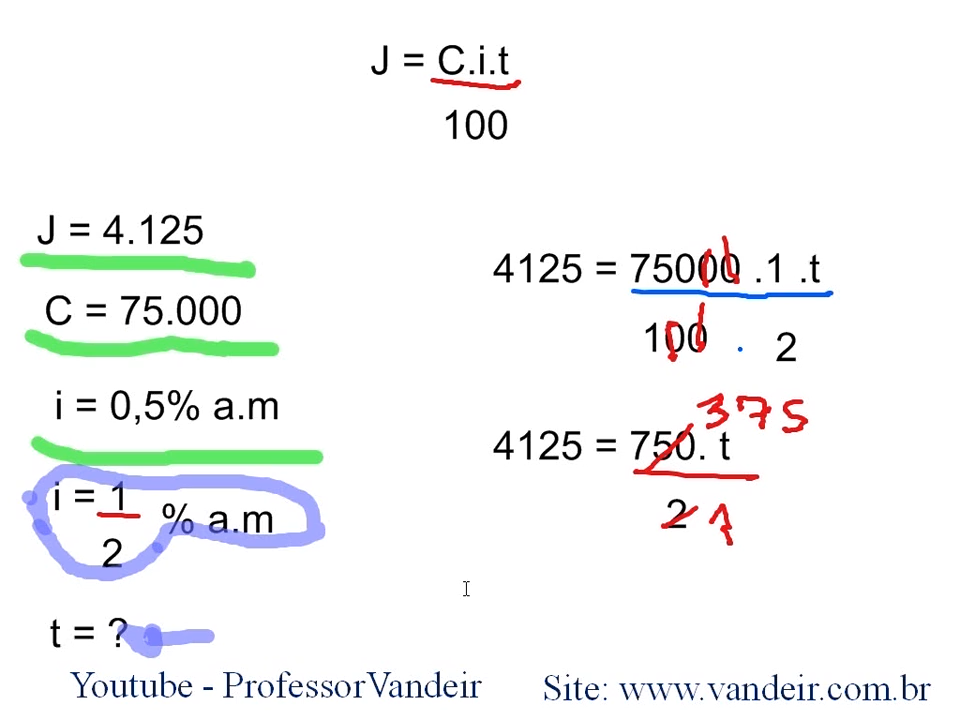 J = C.i.t
100
J = 4.125
C = 75.000
i = 0,5% a.m
i = 1 % a.m
2
t = ?
4125 = 75000 .1 .t
100 . 2
375
4125 = 750. t
2 1
Youtube - ProfessorVandeir
Site: www.vandeir.com.br